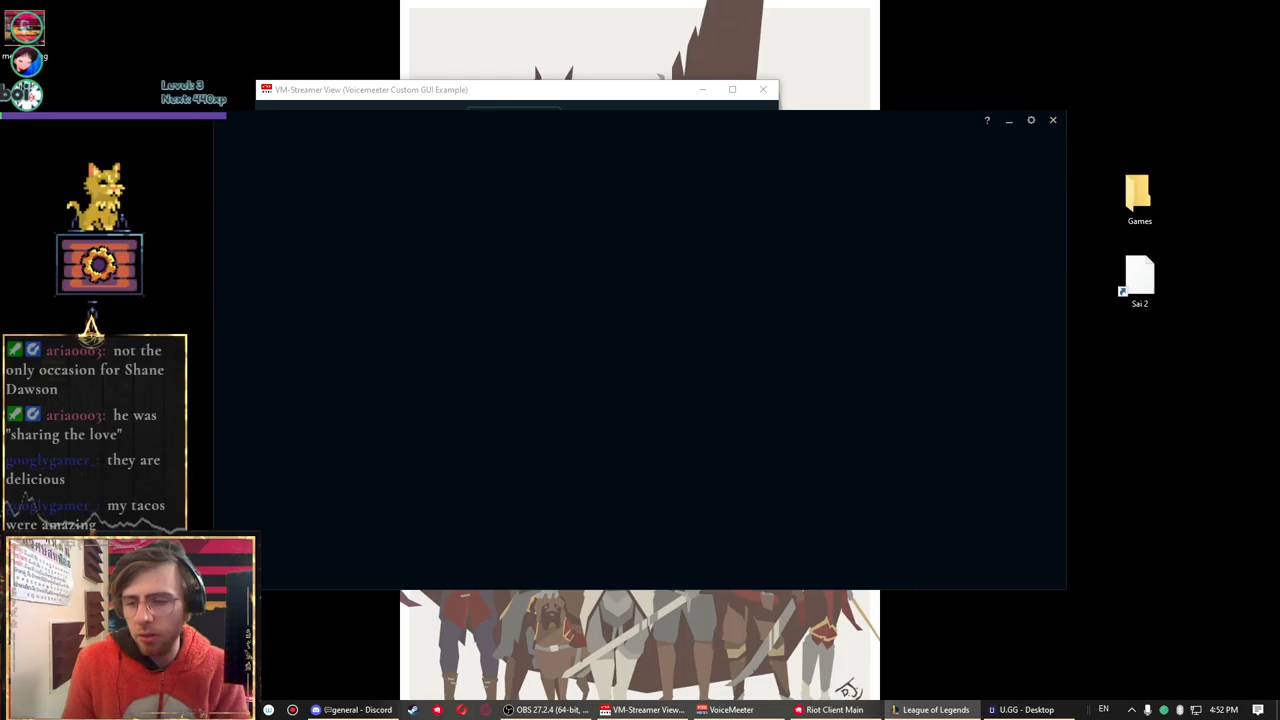 Level: 3
Next: 440xp
VM-Streamer View (Voicemeeter Custom GUI Example)
?
Games
Sai 2
aria0003: not the
only occasion for Shane
Dawson
aria0003: he was
"sharing the love"
googlygamer_: they are
delicious
googlygamer_: my tacos
were amazing
general - Discord
OBS 27.2.4 (64-bit, ...
VM-Streamer View...
VoiceMeeter
Riot Client Main
League of Legends
U.GG - Desktop
EN
4:52 PM